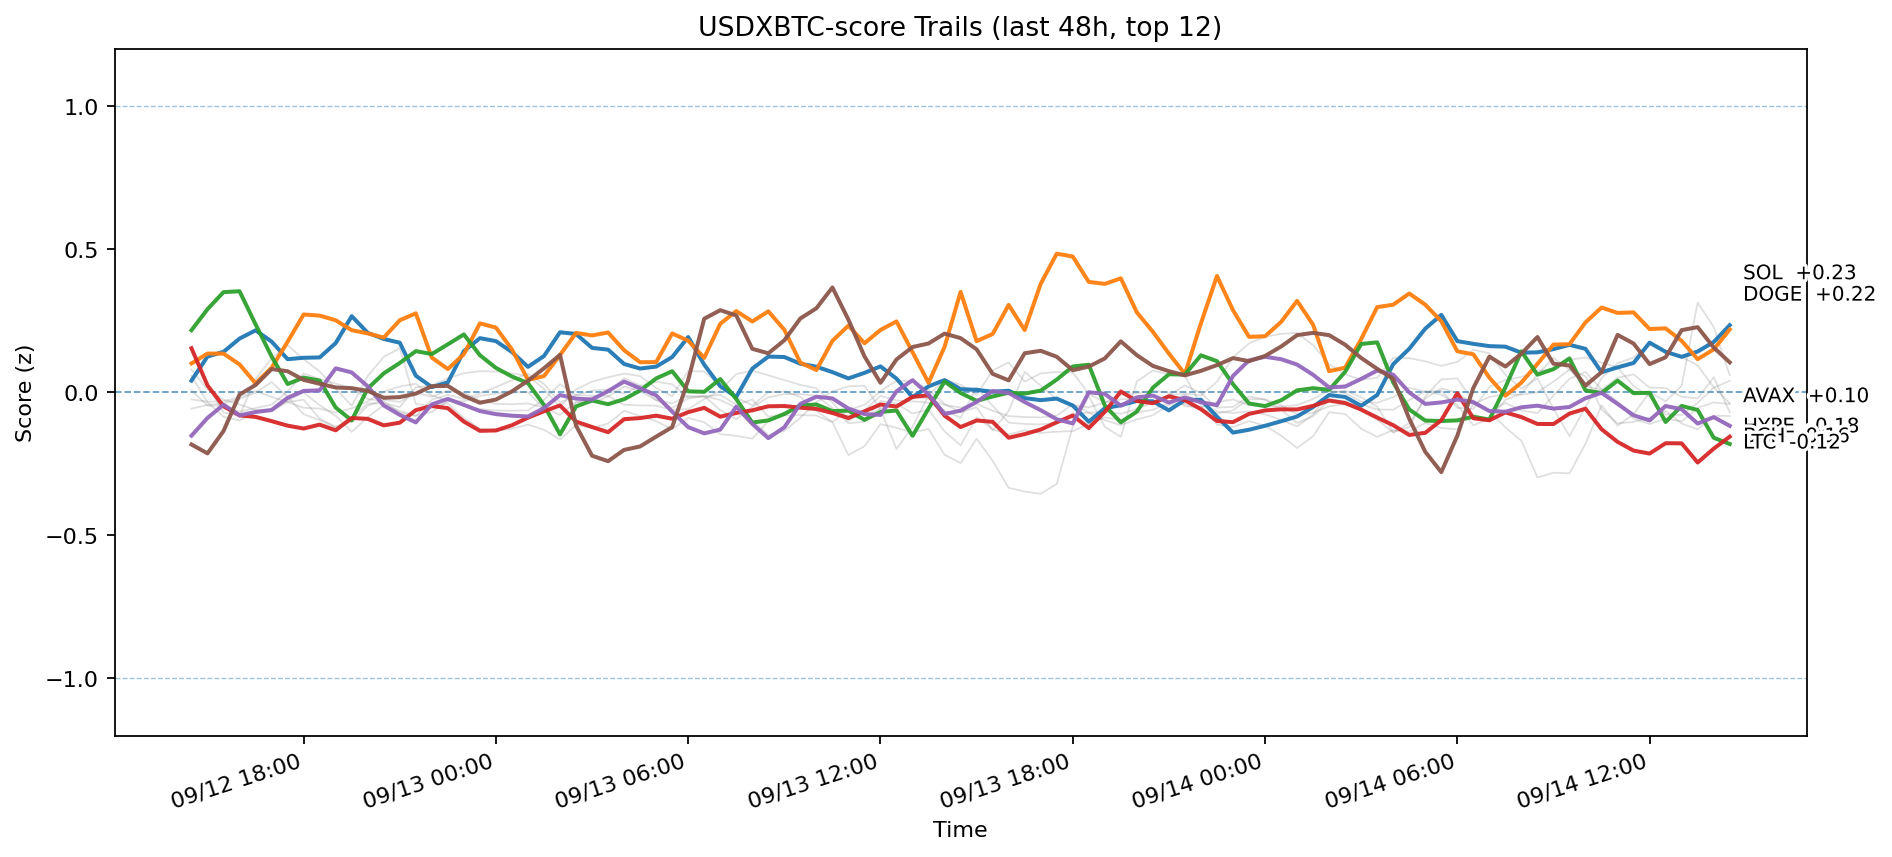 USDXBTC-score Trails (last 48h, top 12)
Score (z)
1.0
0.5
0.0
−0.5
−1.0
SOL +0.23
DOGE +0.22
AVAX +0.10
LTC -0.12
09/12 18:00
09/13 00:00
09/13 06:00
09/13 12:00
09/13 18:00
09/14 00:00
09/14 06:00
09/14 12:00
Time